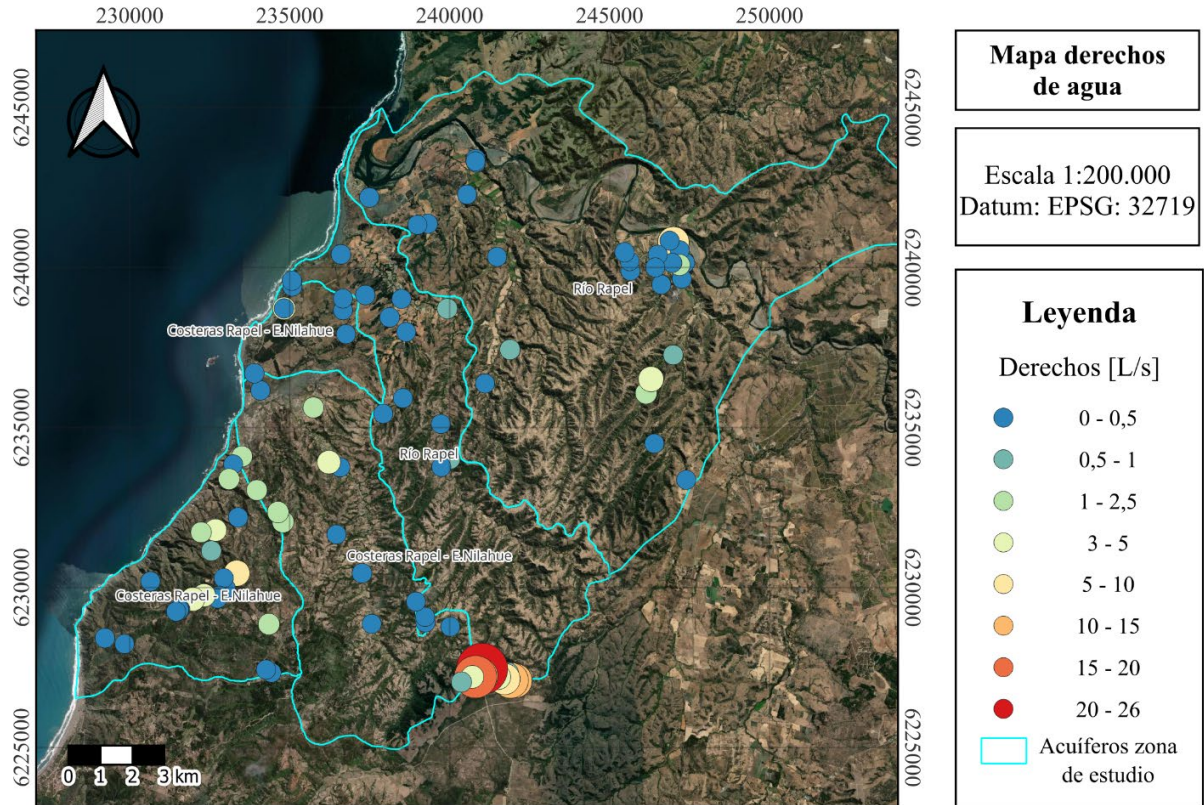 230000
235000
240000
245000
250000
6245000
6245000
6240000
6240000
6235000
6235000
6230000
6230000
6225000
6225000
Río Rapel
Costeras Rapel - E.Nilahue
Río Rapel
Costeras Rapel - E.Nilahue
Costeras Rapel - E.Nilahue
0 1 2 3 km
Mapa derechos
de agua
Escala 1:200.000
Datum: EPSG: 32719
Leyenda
Derechos [L/s]
0 - 0,5
0,5 - 1
1 - 2,5
3 - 5
5 - 10
10 - 15
15 - 20
20 - 26
Acuíferos zona
de estudio